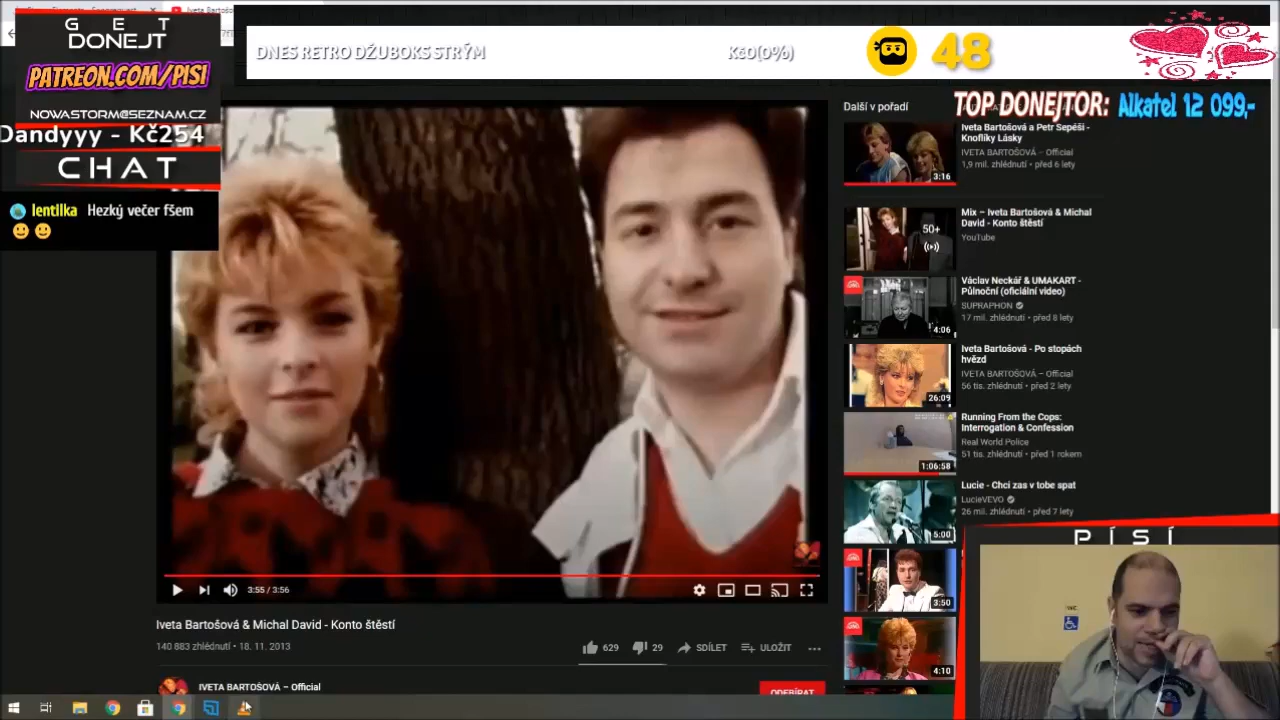 Iveta Bartošo
G E T
DONEJT
PATREON.COM/PISI
NOWASTORM@SEZNAM.CZ
Dandyyy - Kč254
CHAT
lentilka Hezký večer fšem
DNES RETRO DŽUBOKS STRÝM
Kč0(0%)
48
TOP DONEJTOR: Alkatel 12 099,-
Další v pořadí
Iveta Bartošová a Petr Sepéši -
Knoflíky Lásky
IVETA BARTOŠOVÁ – Official
1,9 mil. zhlédnutí • před 6 lety
3:16
Mix – Iveta Bartošová & Michal
David - Konto štěstí
YouTube
50+
Václav Neckář & UMAKART -
Půlnoční (oficiální video)
SUPRAPHON
17 mil. zhlédnutí • před 8 lety
4:06
Iveta Bartošová - Po stopách
hvězd
IVETA BARTOŠOVÁ – Official
56 tis. zhlédnutí • před 2 lety
26:09
Running From the Cops:
Interrogation & Confession
Real World Police
51 tis. zhlédnutí • před 1 rokem
1:06:58
Lucie - Chci zas v tobe spat
LucieVEVO
26 mil. zhlédnutí • před 7 lety
5:00
3:50
4:10
3:55 / 3:56
Iveta Bartošová & Michal David - Konto štěstí
140 883 zhlédnutí • 18. 11. 2013
629
29
SDÍLET
ULOŽIT
IVETA BARTOŠOVÁ – Official
ODEBÍRAT
P Í S Í
WC